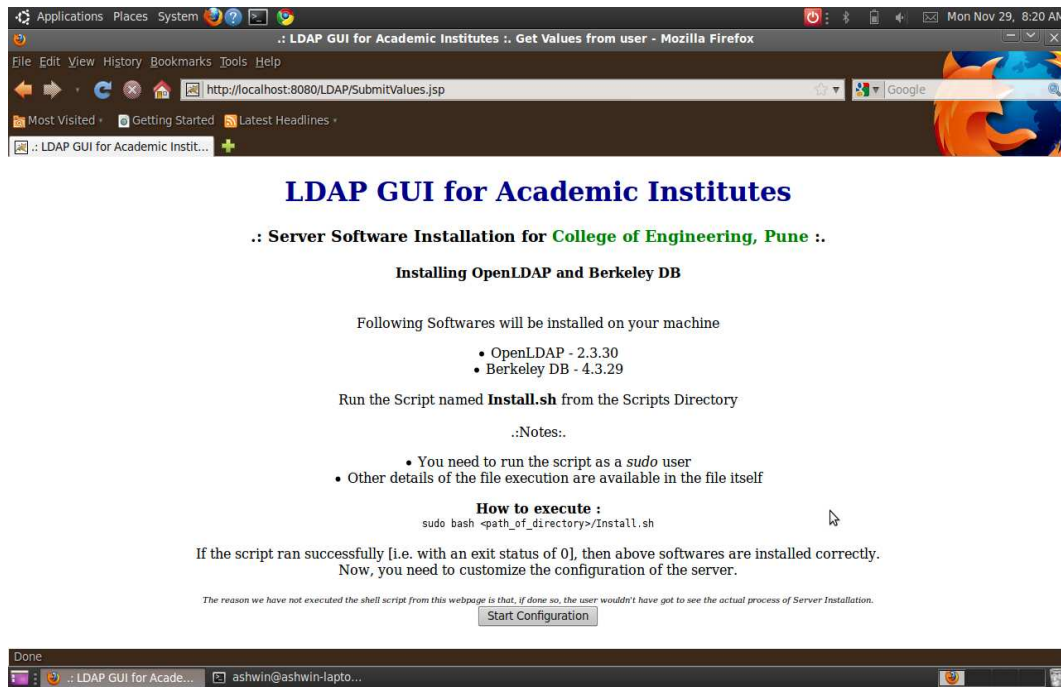 Applications Places System Mon Nov 29, 8:20 AM
.: LDAP GUI for Academic Institutes :. Get Values from user - Mozilla Firefox
File Edit View History Bookmarks Tools Help
http://localhost:8080/LDAP/SubmitValues.jsp Google
Most Visited Getting Started Latest Headlines
.: LDAP GUI for Academic Instit...
LDAP GUI for Academic Institutes
.: Server Software Installation for College of Engineering, Pune :.
Installing OpenLDAP and Berkeley DB
Following Softwares will be installed on your machine
• OpenLDAP - 2.3.30
• Berkeley DB - 4.3.29
Run the Script named Install.sh from the Scripts Directory
.:Notes:.
• You need to run the script as a sudo user
• Other details of the file execution are available in the file itself
How to execute :
sudo bash <path_of_directory>/Install.sh
If the script ran successfully [i.e. with an exit status of 0], then above softwares are installed correctly.
Now, you need to customize the configuration of the server.
The reason we have not executed the shell script from this webpage is that, if done so, the user wouldn't have got to see the actual process of Server Installation.
Start Configuration
Done
.: LDAP GUI for Acade... ashwin@ashwin-lapto...